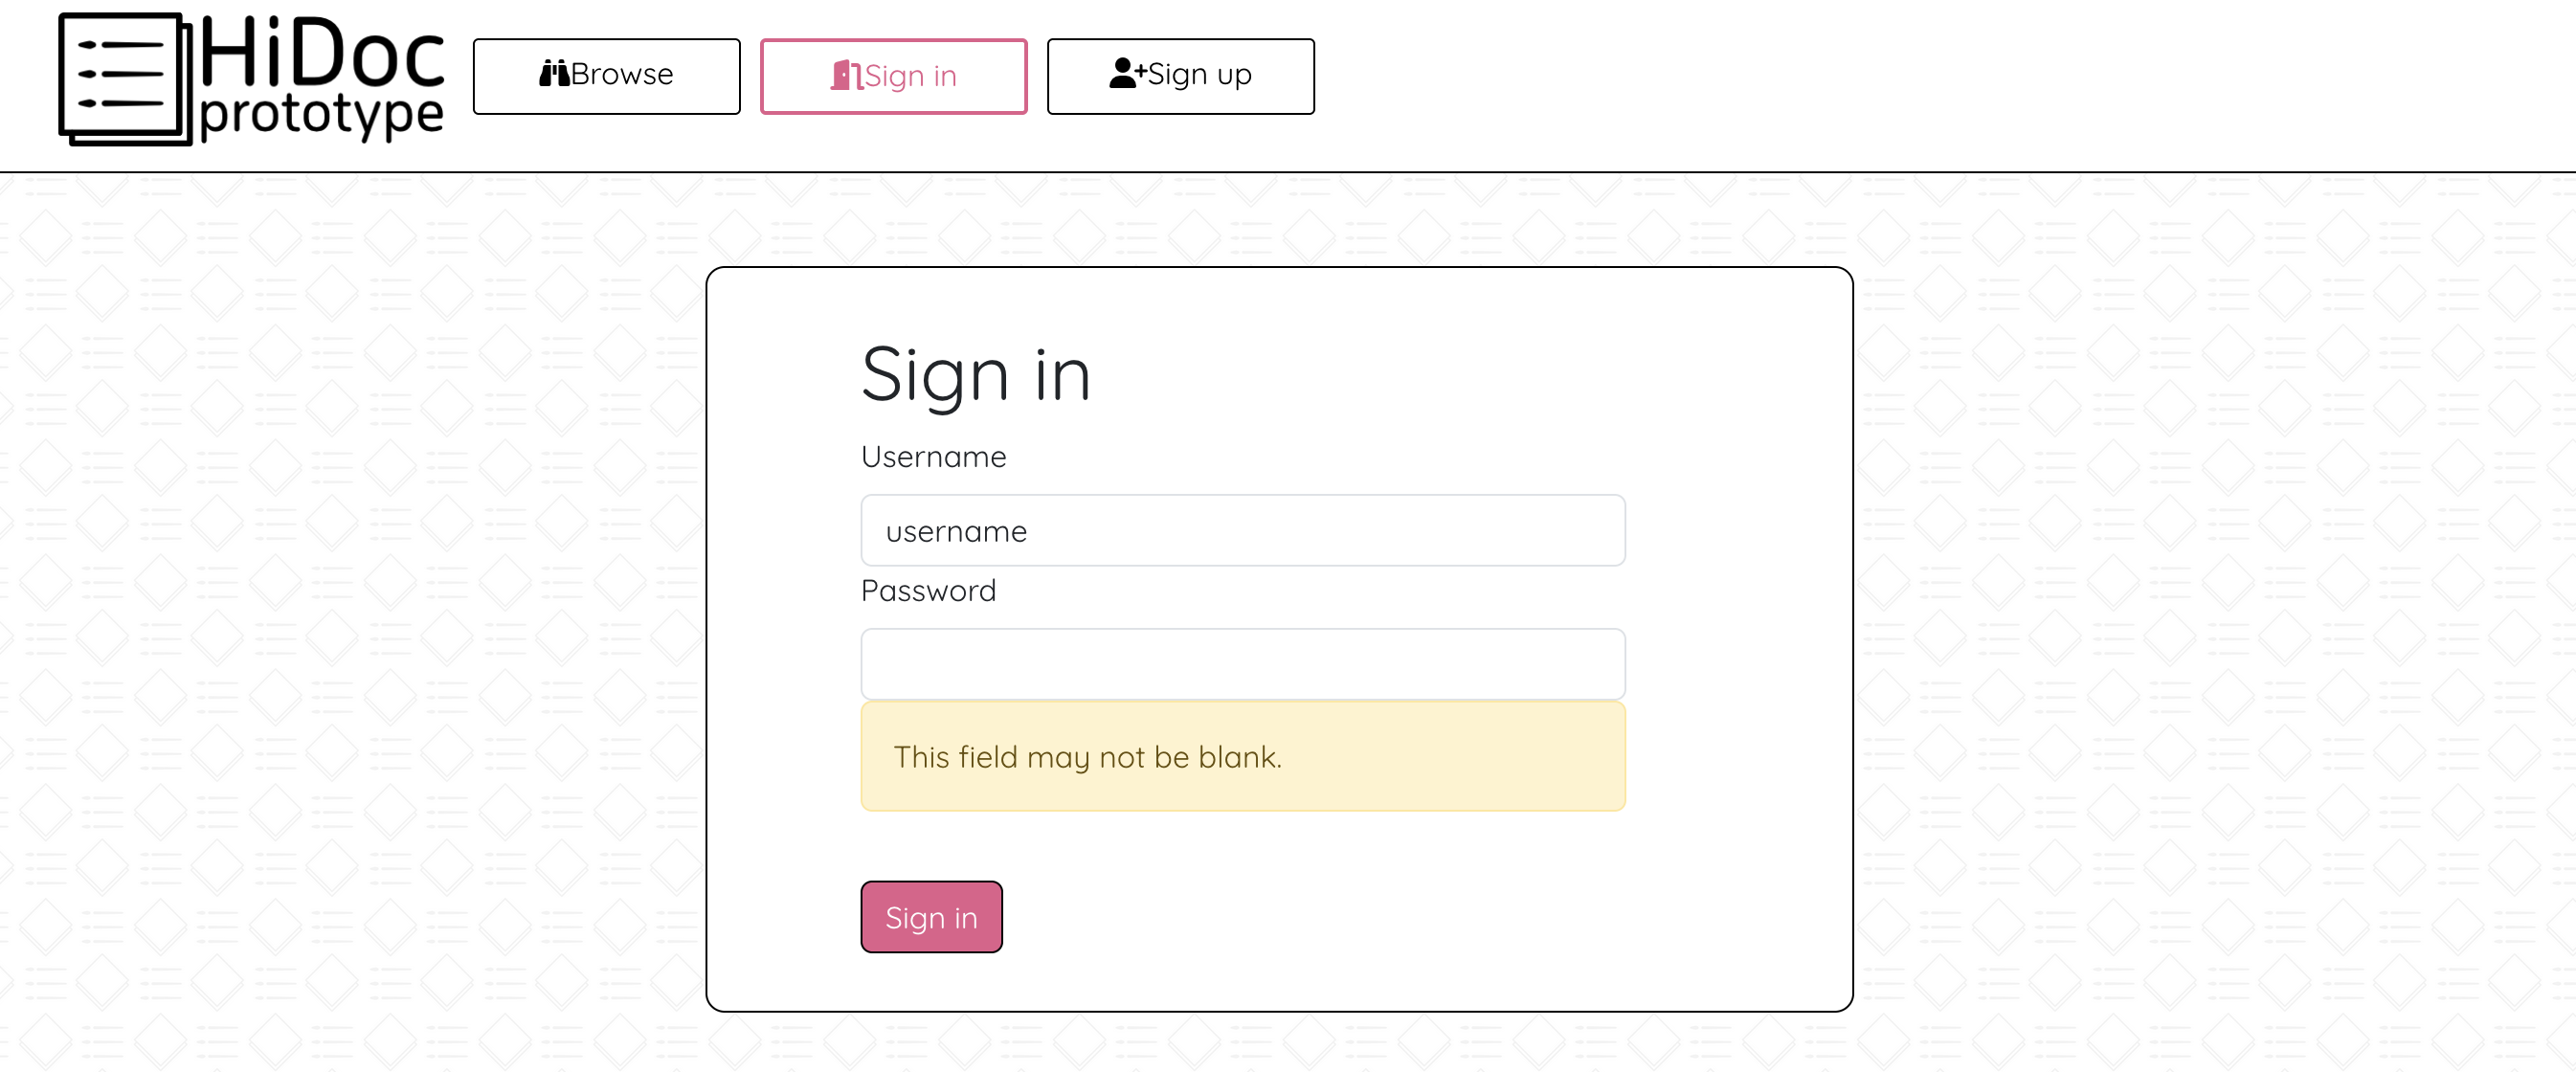 HiDoc
prototype
Browse
Sign in
Sign up
Sign in
Username
username
Password
This field may not be blank.
Sign in